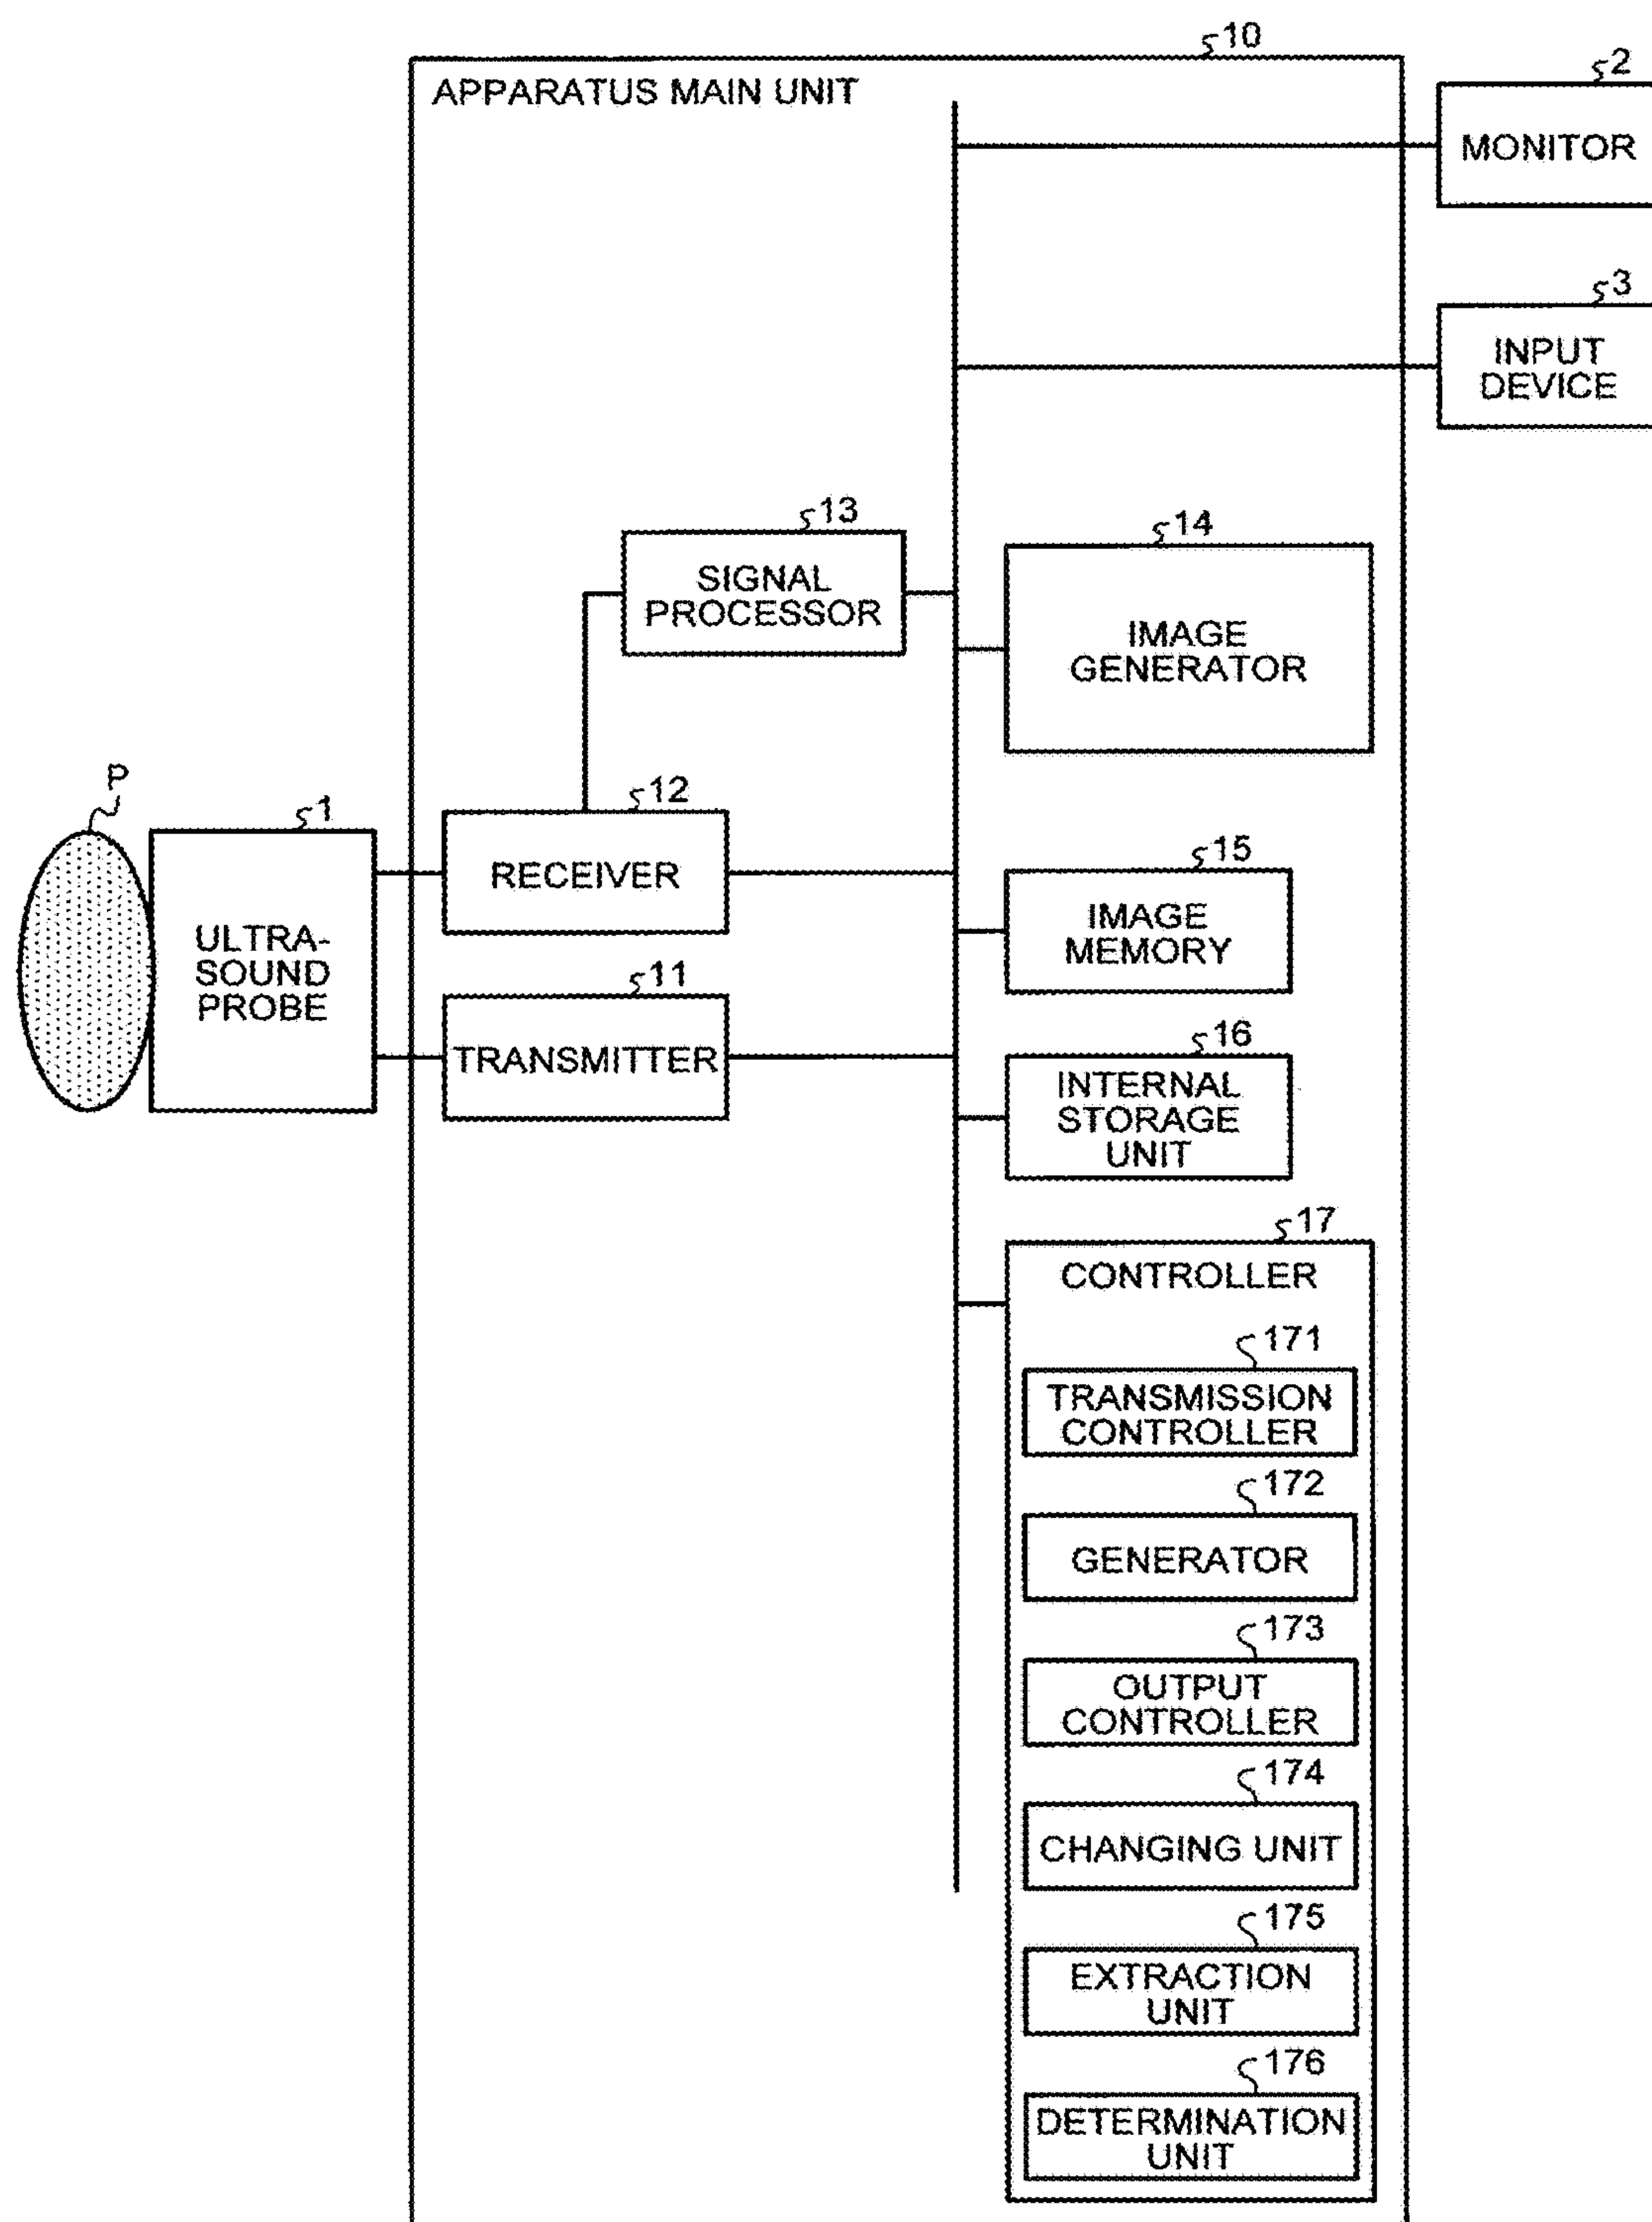 10
APPARATUS MAIN UNIT
2
MONITOR
3
INPUT
DEVICE
13
SIGNAL
PROCESSOR
14
IMAGE
GENERATOR
P
1
ULTRA-
SOUND
PROBE
12
RECEIVER
11
TRANSMITTER
15
IMAGE
MEMORY
16
INTERNAL
STORAGE
UNIT
17
CONTROLLER
171
TRANSMISSION
CONTROLLER
172
GENERATOR
173
OUTPUT
CONTROLLER
174
CHANGING UNIT
175
EXTRACTION
UNIT
176
DETERMINATION
UNIT